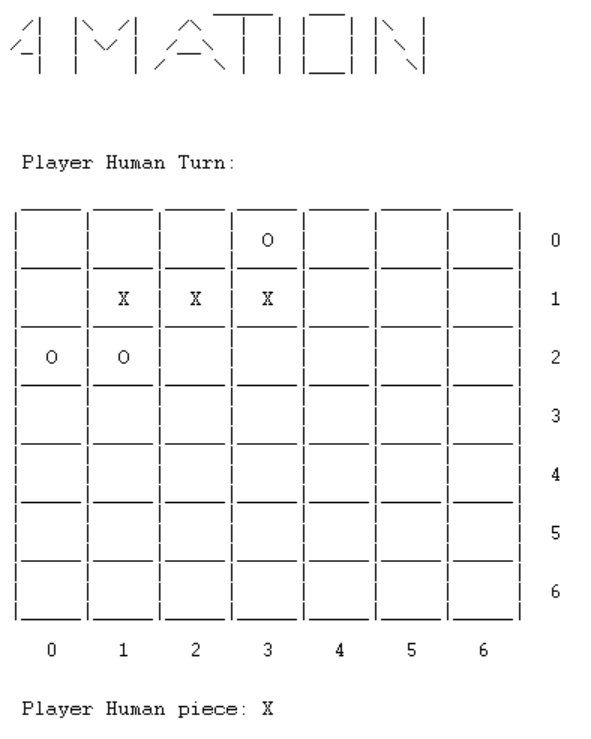 4MATION
Player Human Turn:
O 0
X X X 1
O O 2
3
4
5
6
0 1 2 3 4 5 6
Player Human piece: X